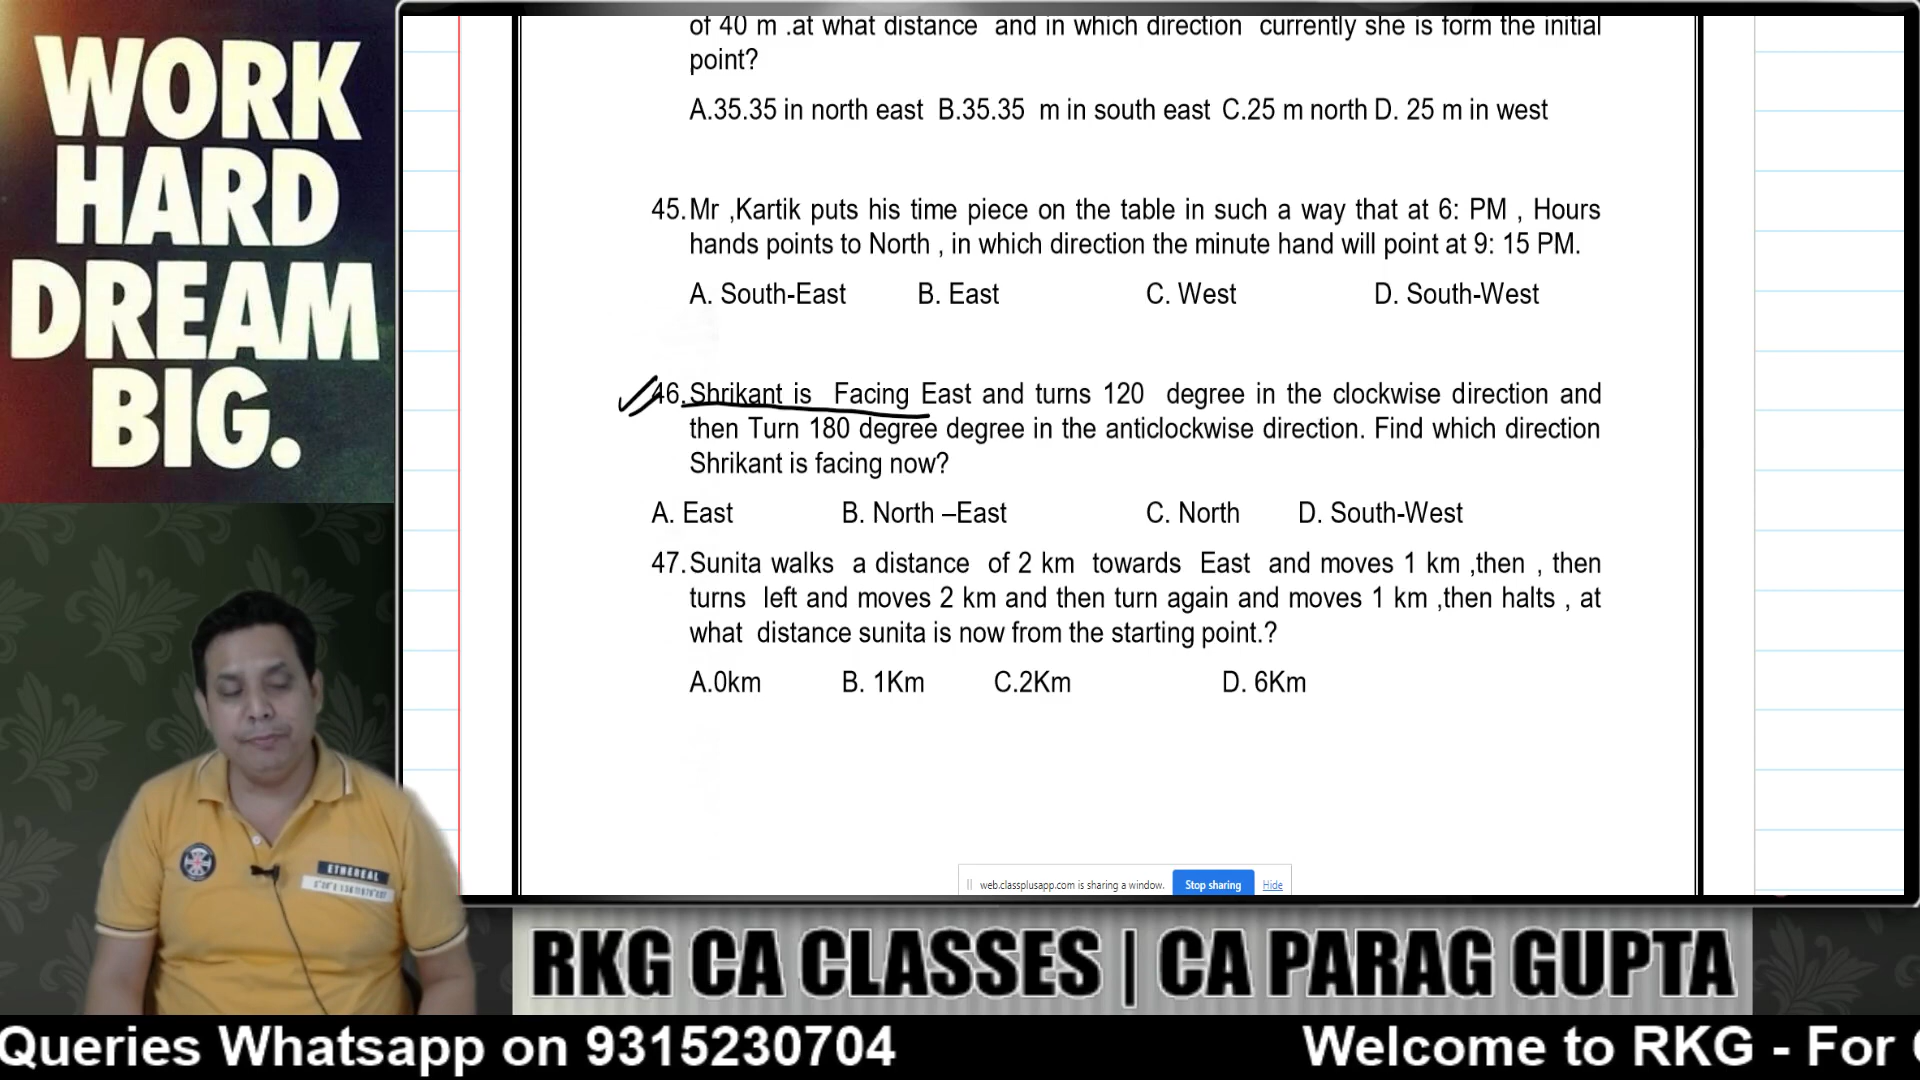 WORK
HARD
DREAM
BIG.
of 40 m .at what distance and in which direction currently she is form the initial
point?
A.35.35 in north east B.35.35 m in south east C.25 m north D. 25 m in west
45. Mr ,Kartik puts his time piece on the table in such a way that at 6: PM , Hours
hands points to North , in which direction the minute hand will point at 9: 15 PM.
A. South-East B. East C. West D. South-West
46. Shrikant is Facing East and turns 120 degree in the clockwise direction and
then Turn 180 degree degree in the anticlockwise direction. Find which direction
Shrikant is facing now?
A. East B. North –East C. North D. South-West
47. Sunita walks a distance of 2 km towards East and moves 1 km ,then , then
turns left and moves 2 km and then turn again and moves 1 km ,then halts , at
what distance sunita is now from the starting point.?
A.0km B. 1Km C.2Km D. 6Km
ETHEREAL
web.classplusapp.com is sharing a window. Stop sharing Hide
RKG CA CLASSES | CA PARAG GUPTA
Queries Whatsapp on 9315230704 Welcome to RKG - For